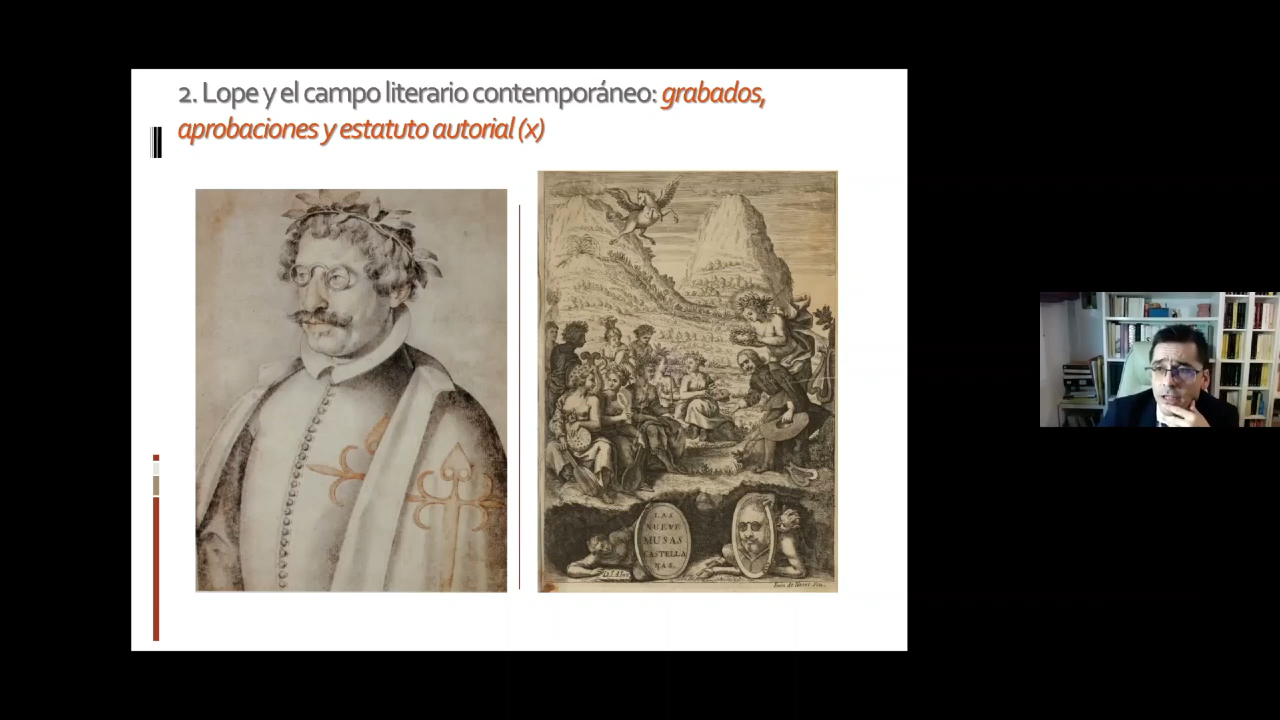 2. Lope y el campo literario contemporáneo: grabados,
aprobaciones y estatuto autorial (x)
LAS
NUEVE
MUSAS
CASTELLA
NAS.